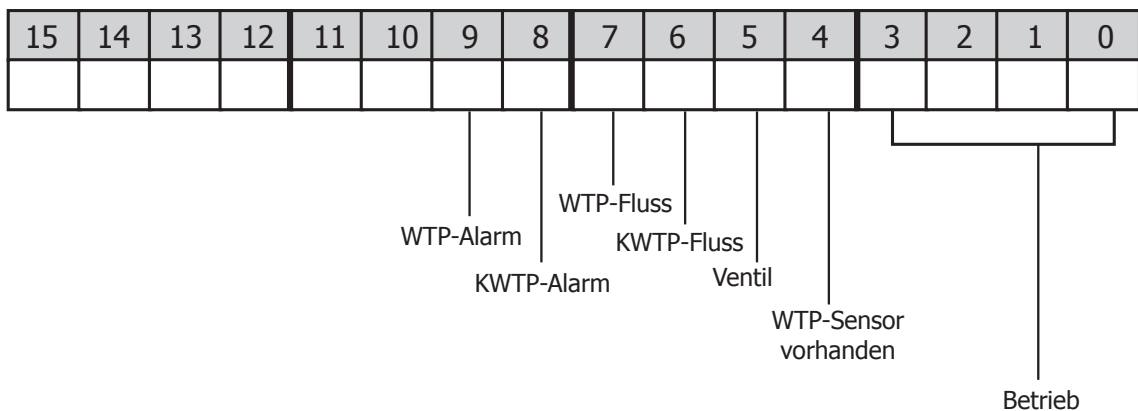 15 14 13 12 11 10 9 8 7 6 5 4 3 2 1 0
WTP-Fluss
WTP-Alarm
KWTP-Fluss
KWTP-Alarm
Ventil
WTP-Sensor
vorhanden
Betrieb